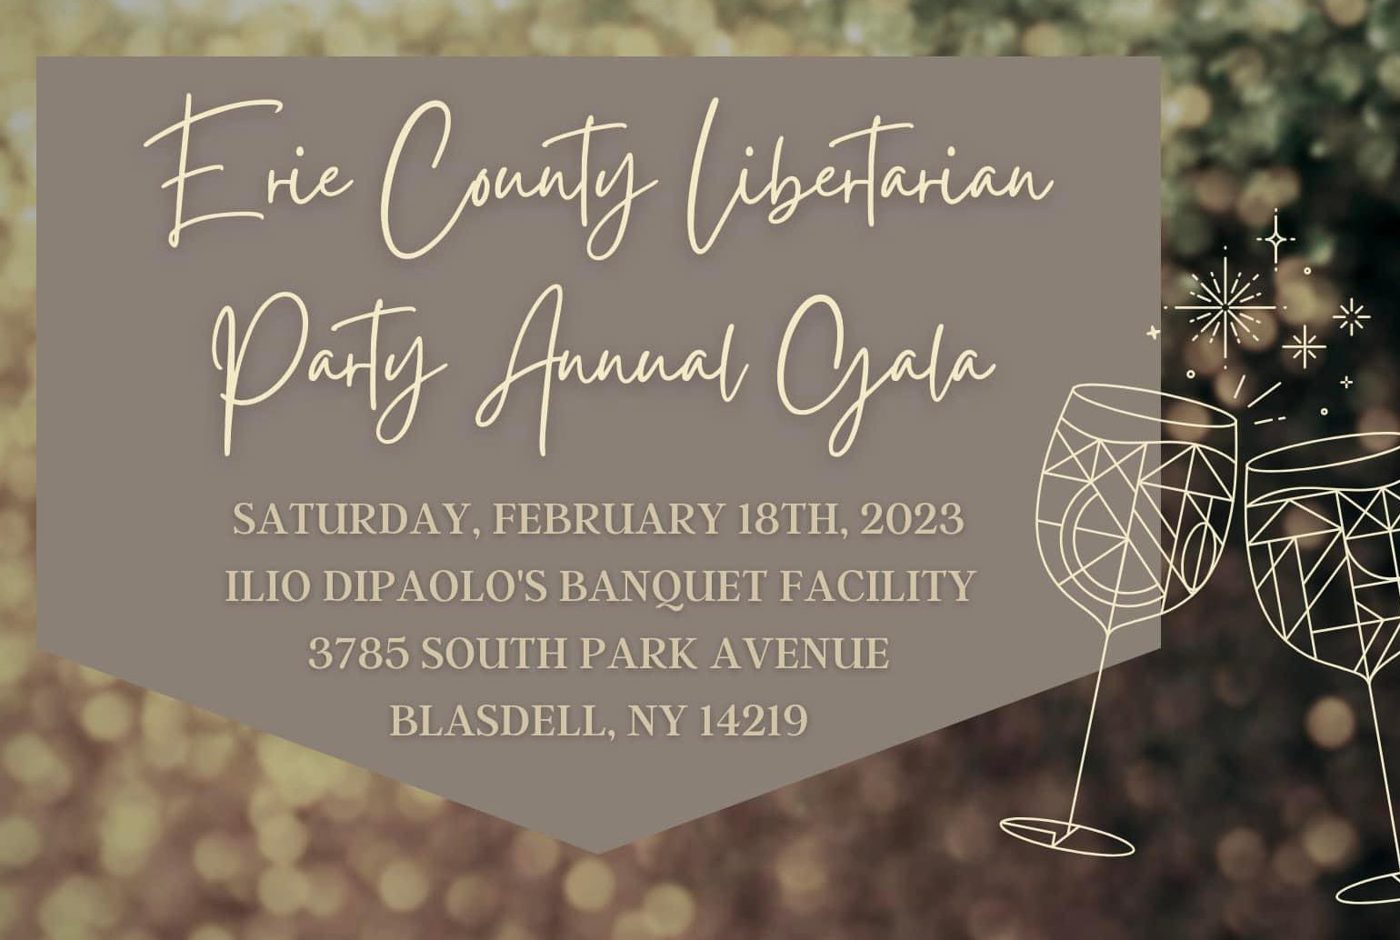 Erie County Libertarian
Party Annual Gala
SATURDAY, FEBRUARY 18TH, 2023
ILIO DIPAOLO'S BANQUET FACILITY
3785 SOUTH PARK AVENUE
BLASDELL, NY 14219